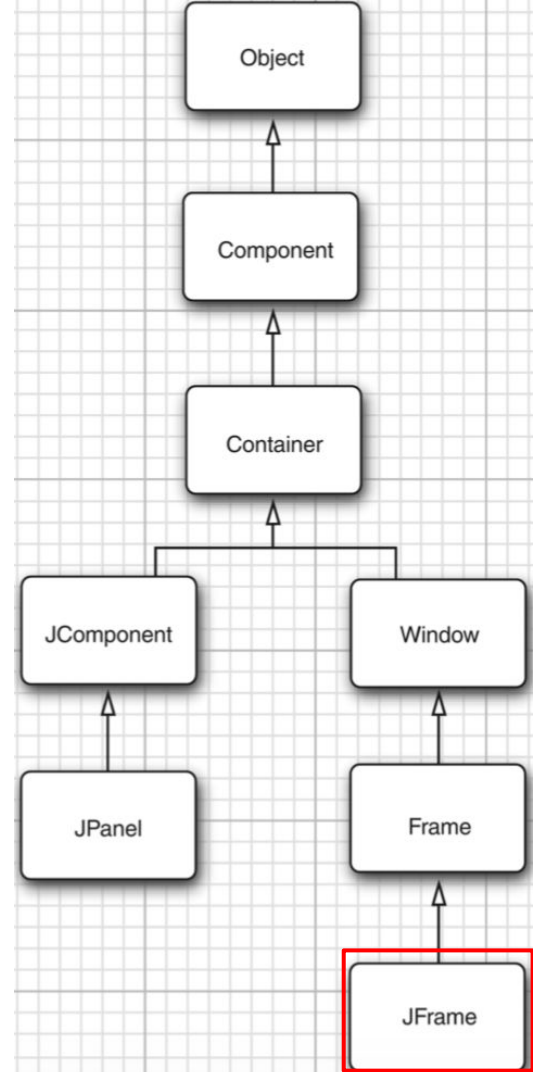 Object
Component
Container
JComponent
Window
JPanel
Frame
JFrame